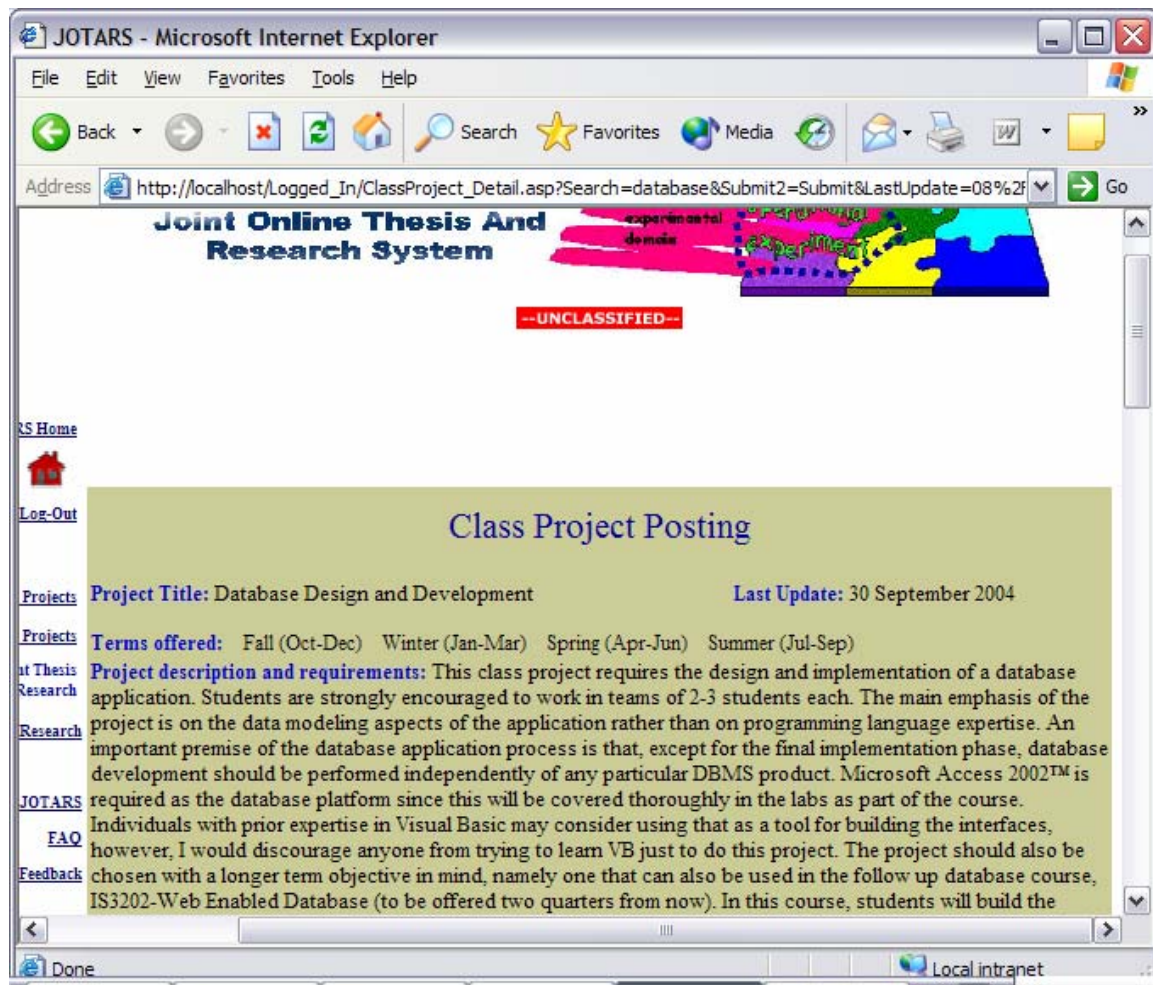 JOTARS - Microsoft Internet Explorer
File Edit View Favorites Tools Help
Back Search Favorites Media
Address http://localhost/Logged_In/ClassProject_Detail.asp?Search=database&Submit2=Submit&LastUpdate=08%2F Go
Joint Online Thesis And
Research System
experimental
domain
experiment
--UNCLASSIFIED--
RS Home
Log-Out
Class Project Posting
Projects
Project Title: Database Design and Development Last Update: 30 September 2004
Projects
Terms offered: Fall (Oct-Dec) Winter (Jan-Mar) Spring (Apr-Jun) Summer (Jul-Sep)
nt Thesis
Research
Research
JOTARS
FAQ
Feedback
Project description and requirements: This class project requires the design and implementation of a database
application. Students are strongly encouraged to work in teams of 2-3 students each. The main emphasis of the
project is on the data modeling aspects of the application rather than on programming language expertise. An
important premise of the database application process is that, except for the final implementation phase, database
development should be performed independently of any particular DBMS product. Microsoft Access 2002™ is
required as the database platform since this will be covered thoroughly in the labs as part of the course.
Individuals with prior expertise in Visual Basic may consider using that as a tool for building the interfaces,
however, I would discourage anyone from trying to learn VB just to do this project. The project should also be
chosen with a longer term objective in mind, namely one that can also be used in the follow up database course,
IS3202-Web Enabled Database (to be offered two quarters from now). In this course, students will build the
Done Local intranet